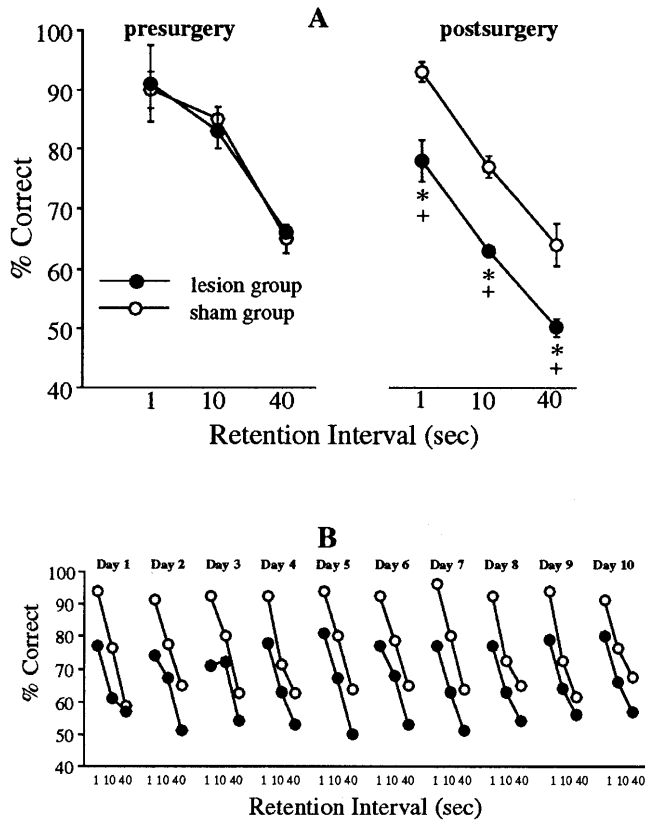 A
presurgery
postsurgery
100
90
80
70
60
50
40
% Correct
lesion group
sham group
*
+
*
+
*
+
1 10 40
1 10 40
Retention Interval (sec)
B
Day 1 Day 2 Day 3 Day 4 Day 5 Day 6 Day 7 Day 8 Day 9 Day 10
100
90
80
70
60
50
40
% Correct
1 10 40 1 10 40 1 10 40 1 10 40 1 10 40 1 10 40 1 10 40 1 10 40 1 10 40 1 10 40
Retention Interval (sec)